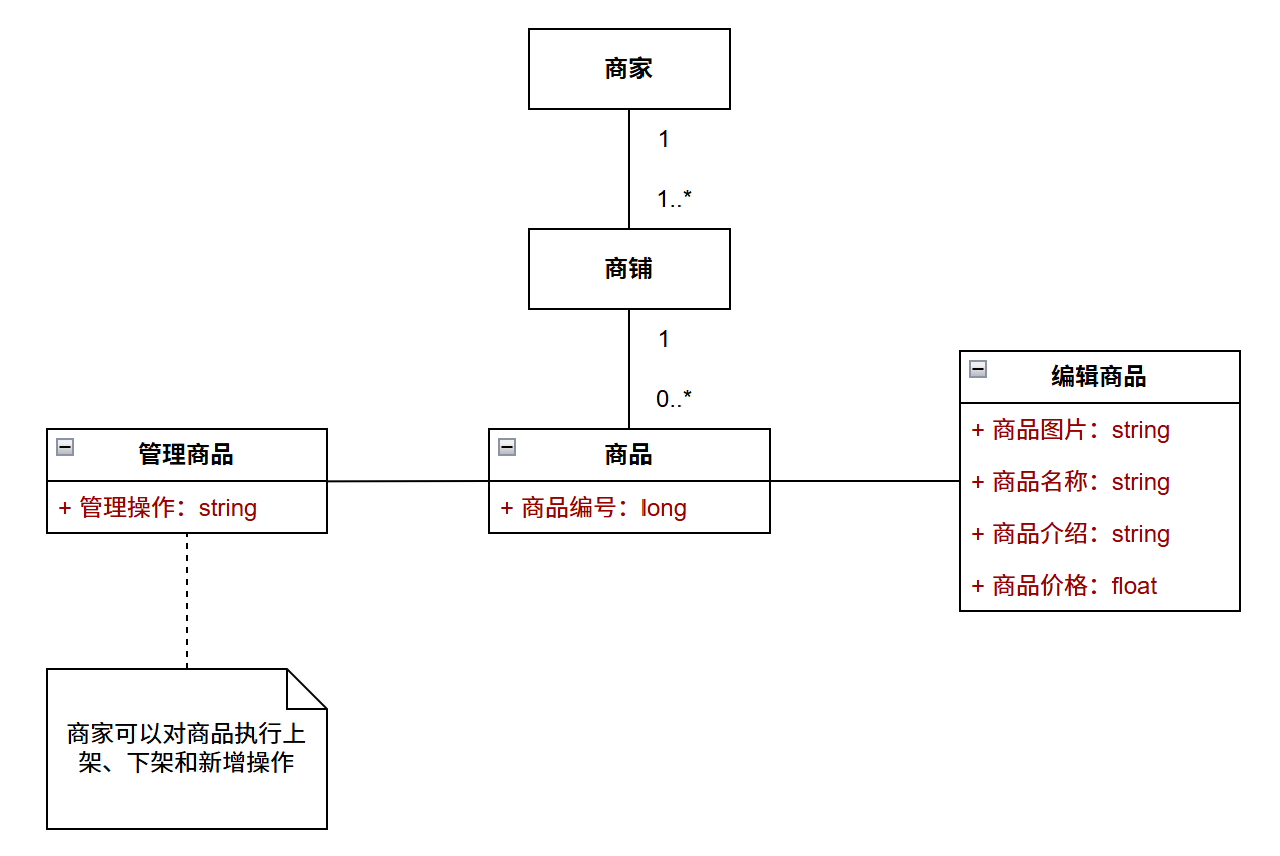 商家
1
1..*
商铺
1
0..*
管理商品
+ 管理操作：string
商品
+ 商品编号：long
编辑商品
+ 商品图片：string
+ 商品名称：string
+ 商品介绍：string
+ 商品价格：float
商家可以对商品执行上
架、下架和新增操作